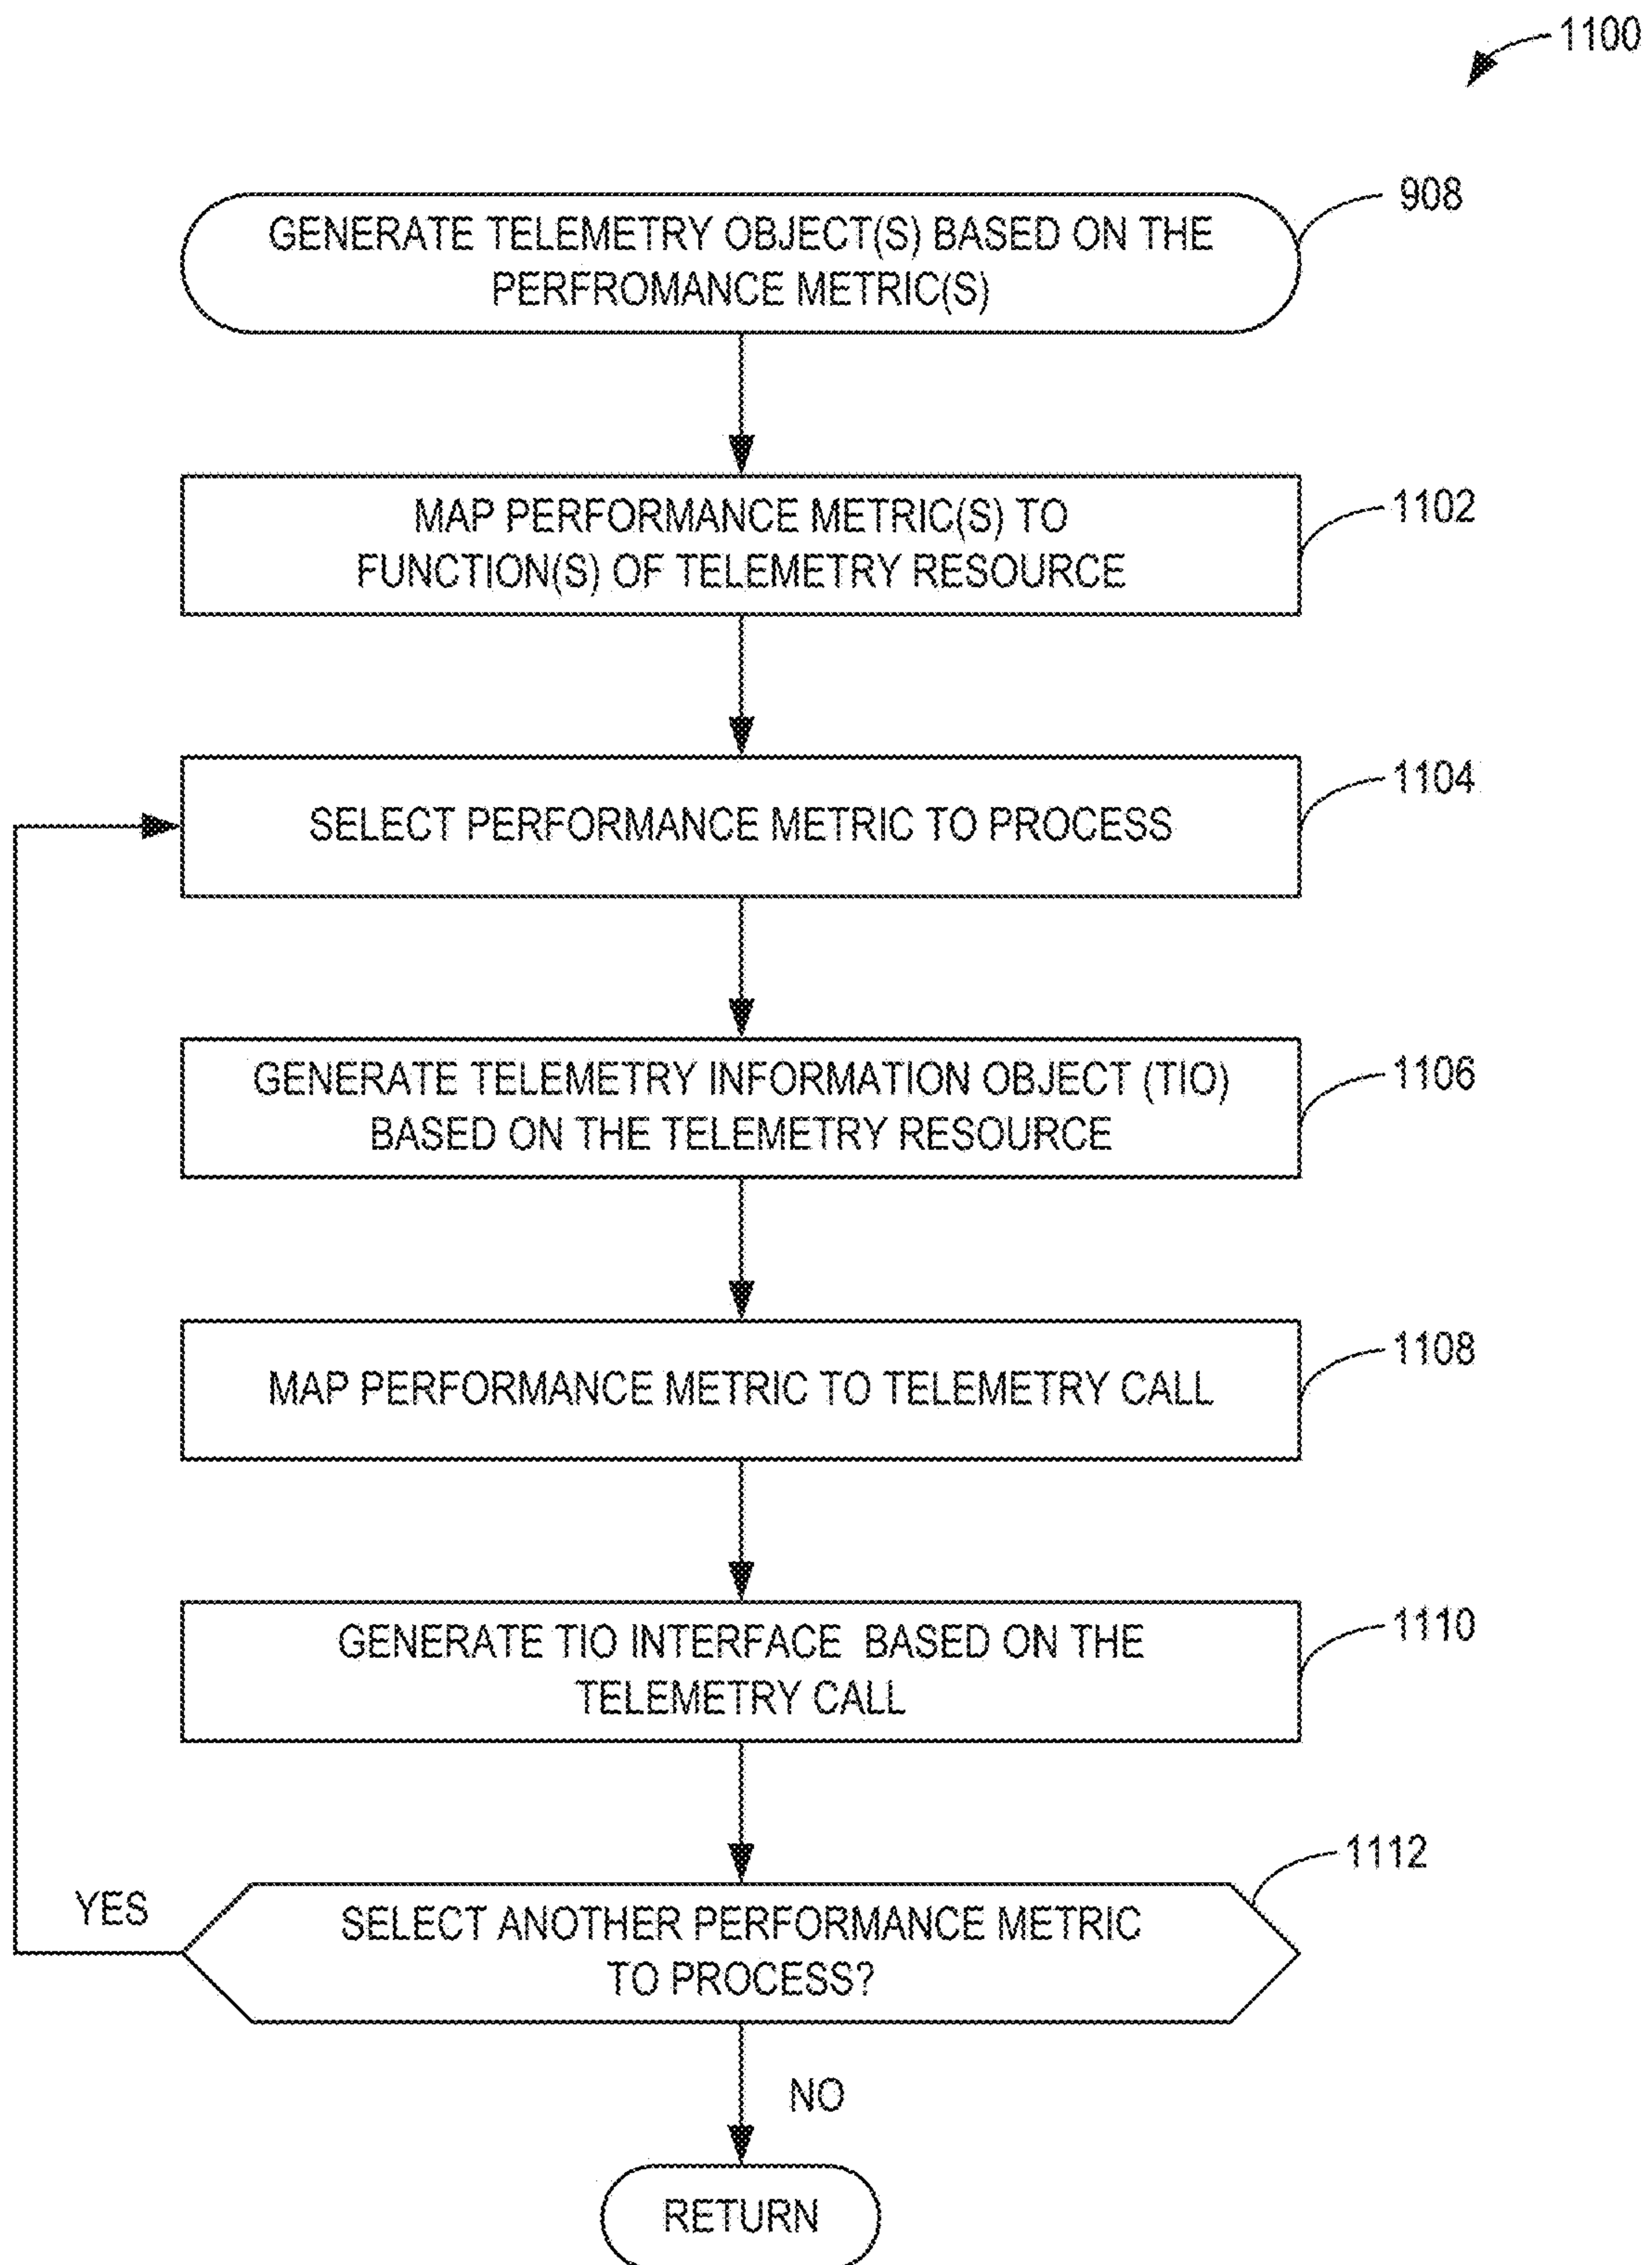 1100
908
GENERATE TELEMETRY OBJECT(S) BASED ON THE
PERFROMANCE METRIC(S)
1102
MAP PERFORMANCE METRIC(S) TO
FUNCTION(S) OF TELEMETRY RESOURCE
1104
SELECT PERFORMANCE METRIC TO PROCESS
1106
GENERATE TELEMETRY INFORMATION OBJECT (TIO)
BASED ON THE TELEMETRY RESOURCE
1108
MAP PERFORMANCE METRIC TO TELEMETRY CALL
1110
GENERATE TIO INTERFACE BASED ON THE
TELEMETRY CALL
1112
YES
SELECT ANOTHER PERFORMANCE METRIC
TO PROCESS?
NO
RETURN